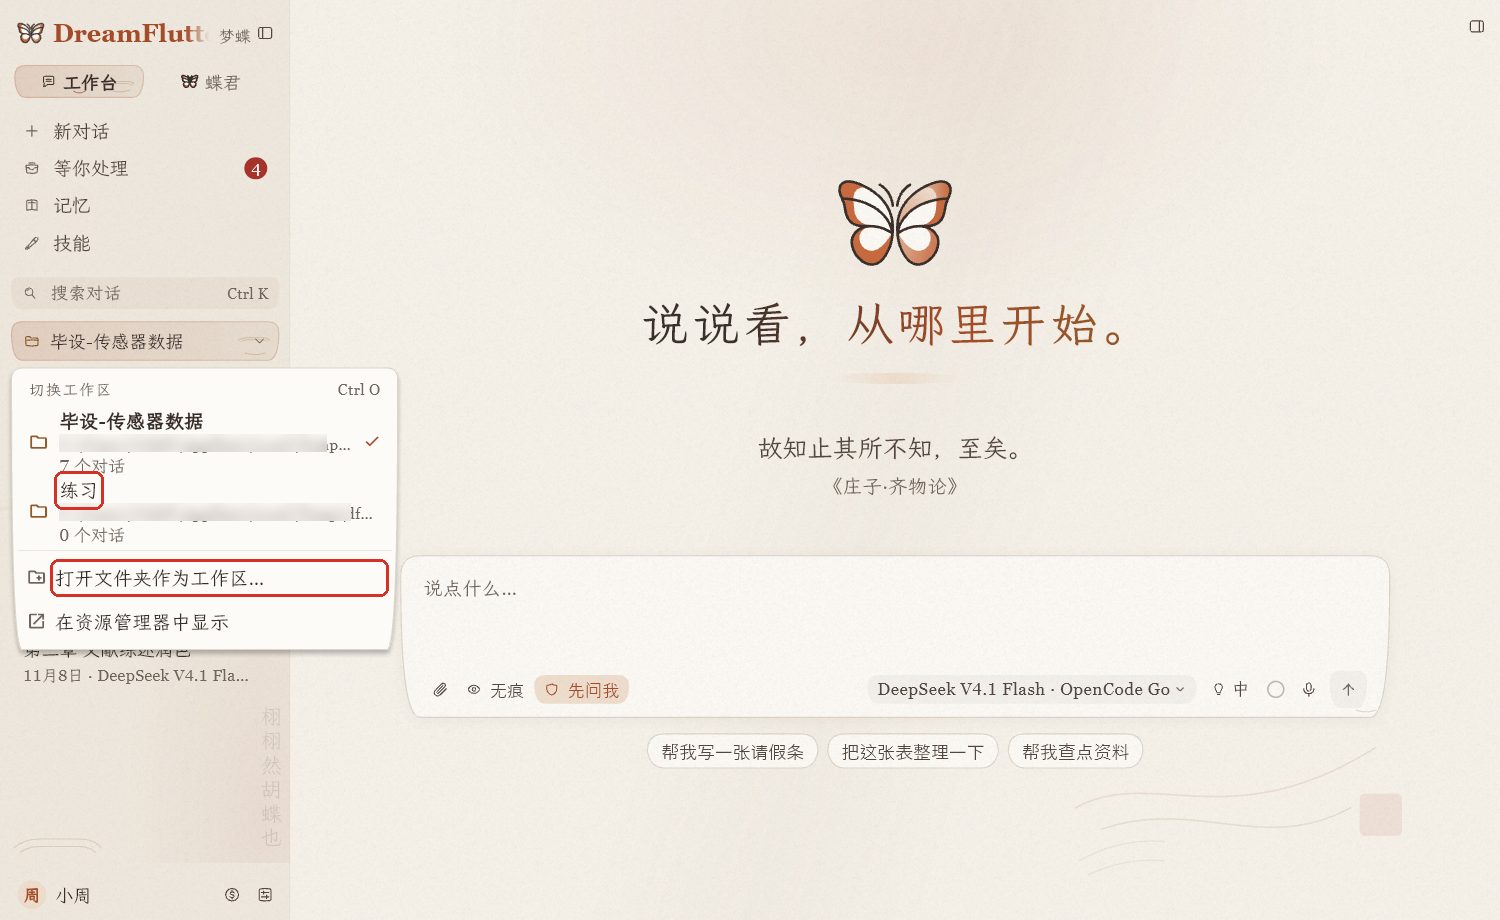 DreamFlutt 梦蝶
工作台
蝶君
新对话
等你处理 4
记忆
技能
搜索对话 Ctrl K
毕设-传感器数据
切换工作区 Ctrl O
毕设-传感器数据
p...
7 个对话
练习
df...
0 个对话
打开文件夹作为工作区...
在资源管理器中显示
11月8日 · DeepSeek V4.1 Fla...
栩栩然胡蝶也
周 小周
说说看，从哪里开始。
故知止其所不知，至矣。
《庄子·齐物论》
说点什么...
无痕 先问我
DeepSeek V4.1 Flash · OpenCode Go
中
帮我写一张请假条
把这张表整理一下
帮我查点资料